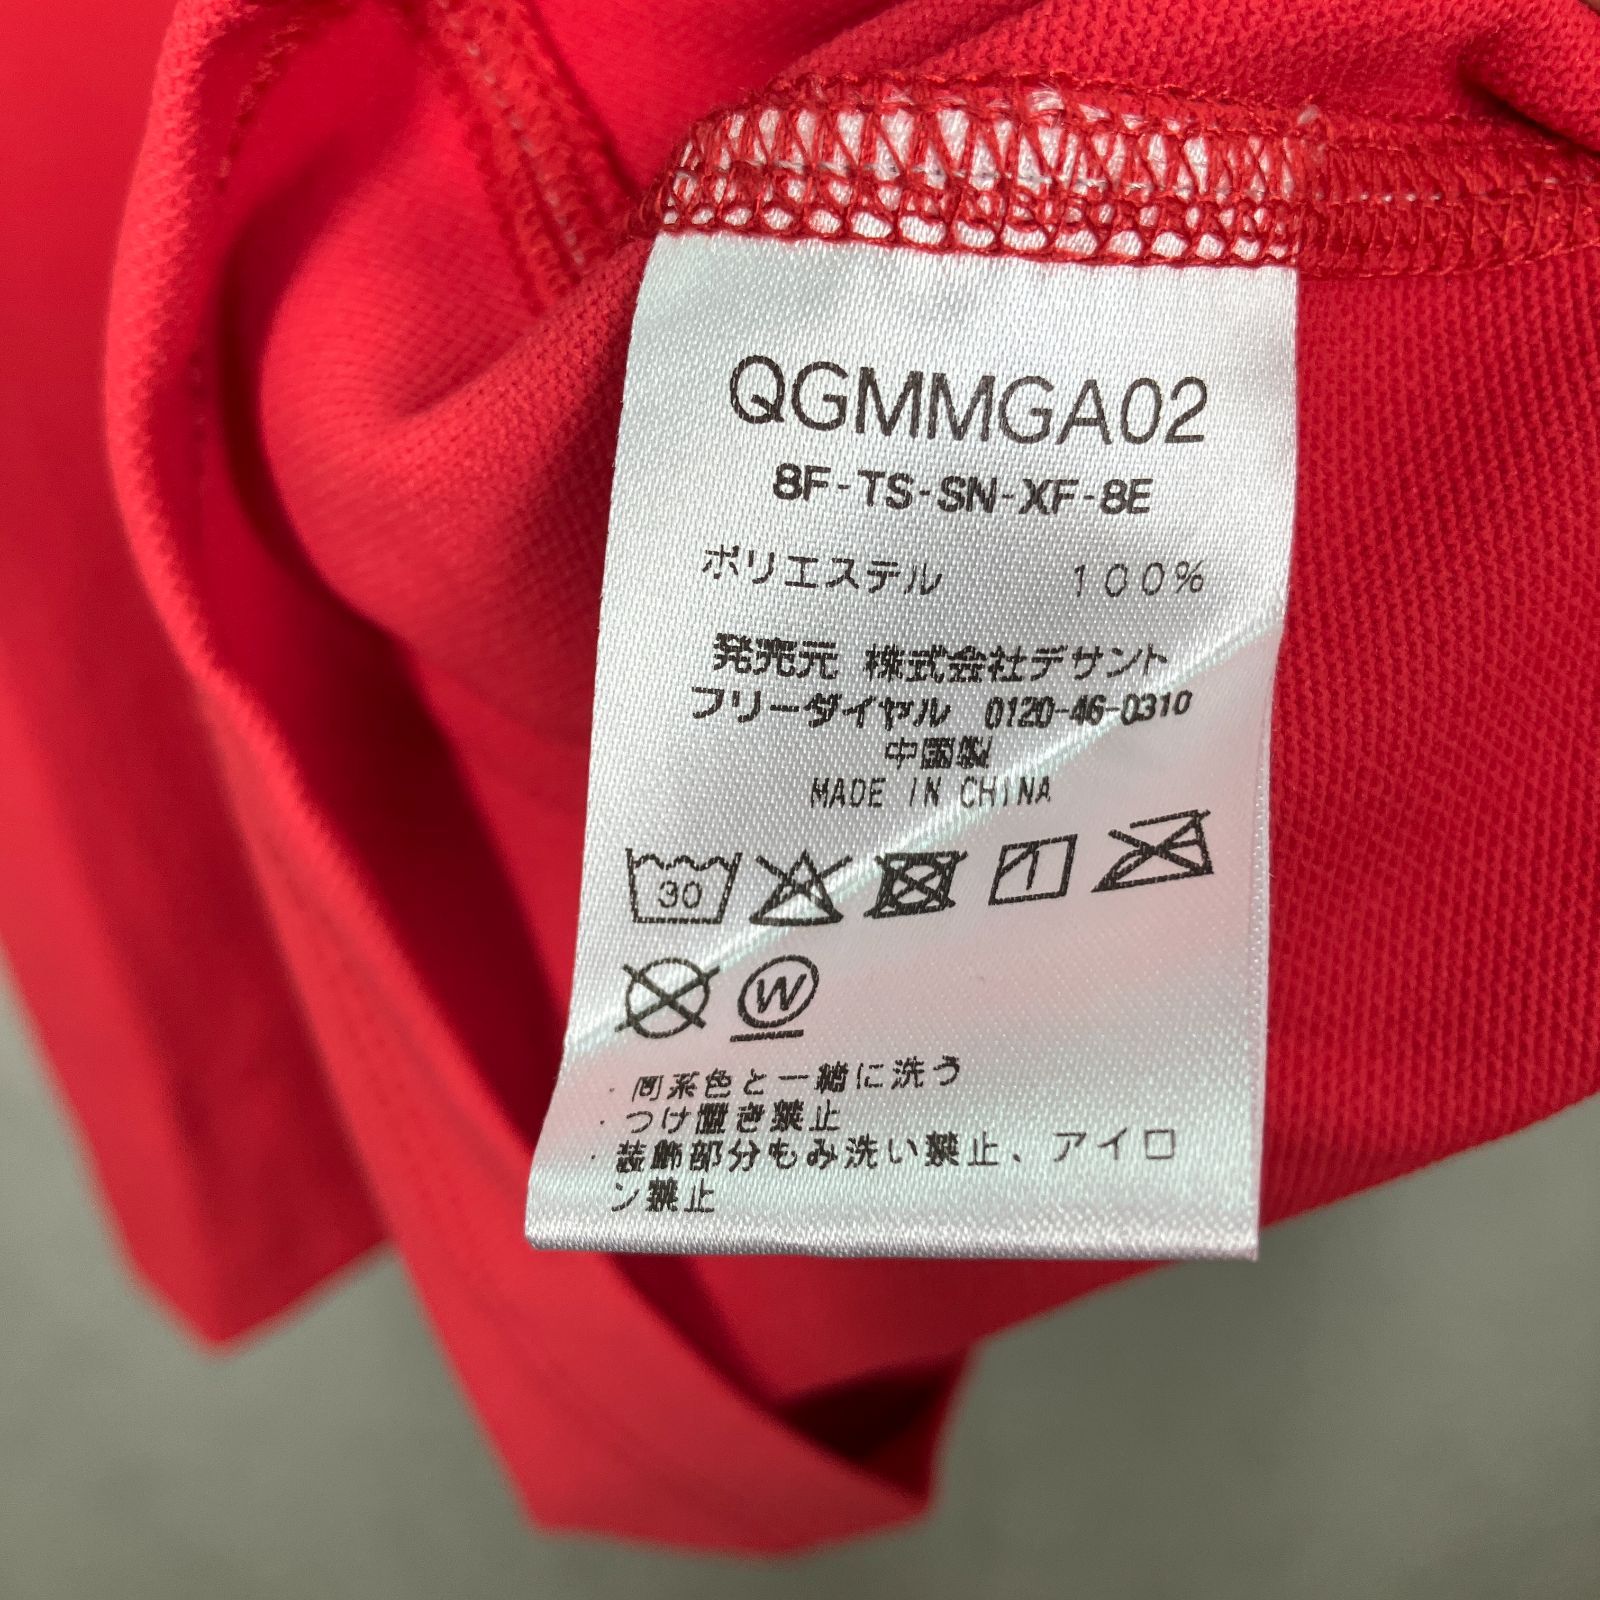 QGMMGA02
8F-TS-SN-XF-8E
ポリエステル 100%
発売元 株式会社デサント
フリーダイヤル 0120-46-0310
中国製
MADE IN CHINA
30 1
W
・同系色と一緒に洗う
・つけ置き禁止
・装飾部分もみ洗い禁止、アイロ
ン禁止